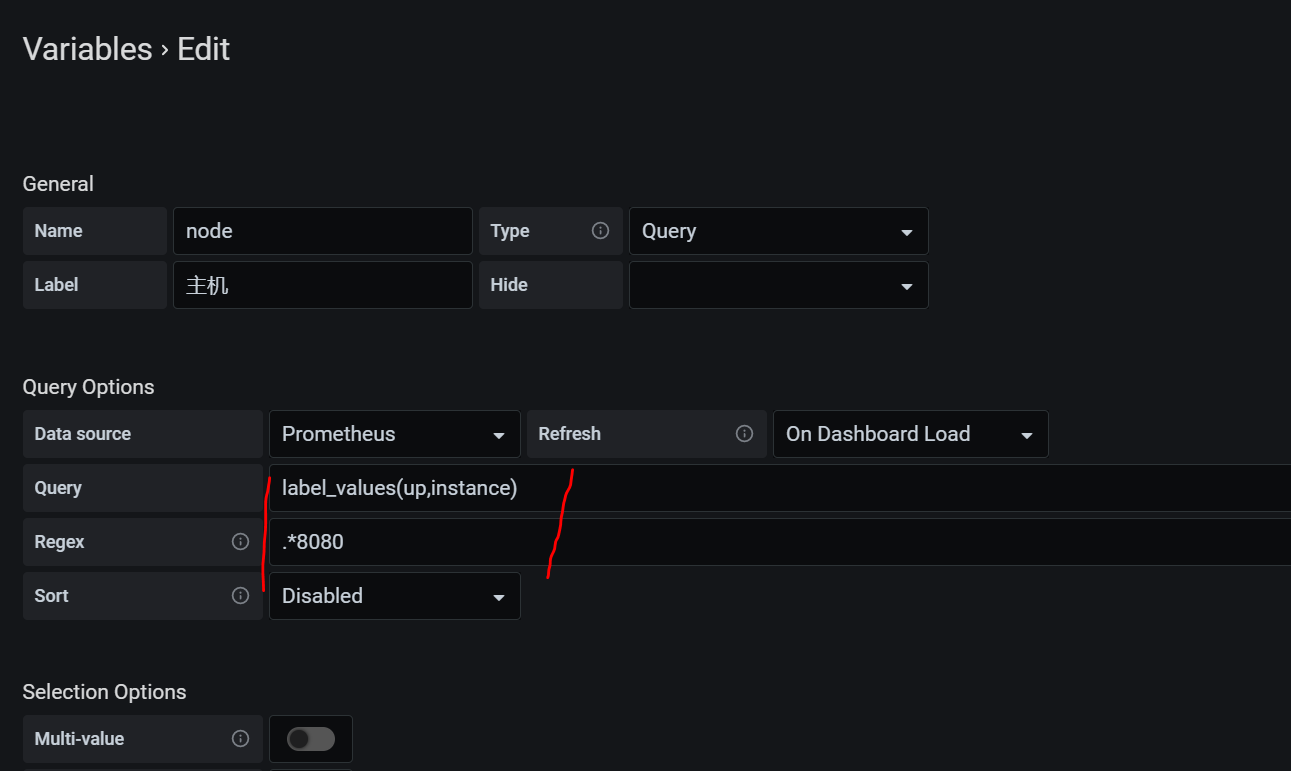 Variables › Edit
General
Name node Type Query
Label 主机 Hide
Query Options
Data source Prometheus Refresh On Dashboard Load
Query label_values(up,instance)
Regex .*8080
Sort Disabled
Selection Options
Multi-value